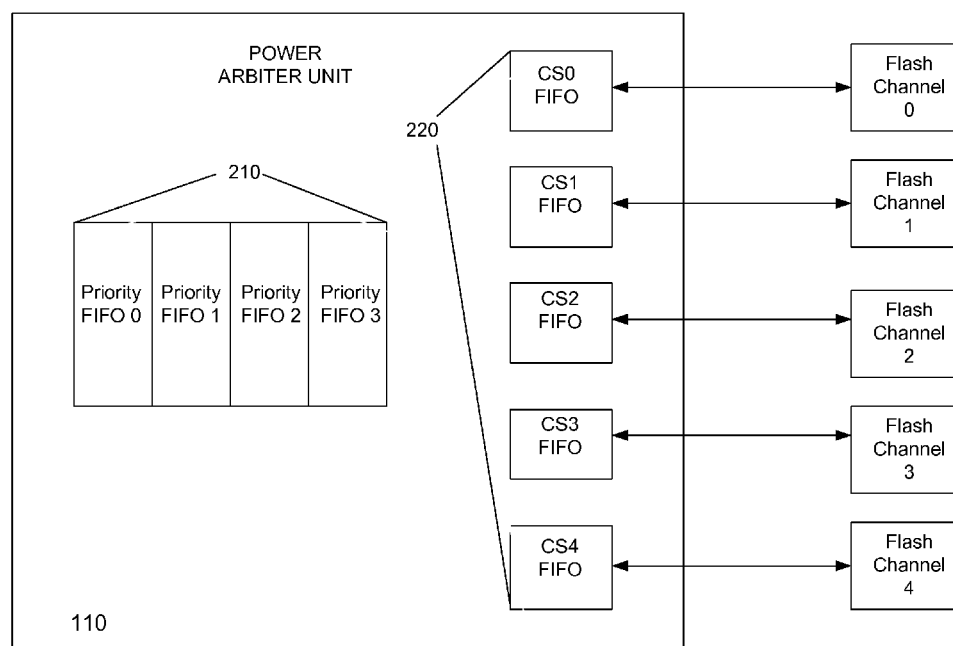 POWER
ARBITER UNIT
CS0
FIFO
Flash
Channel
0
220
210
CS1
FIFO
Flash
Channel
1
Priority
FIFO 0
Priority
FIFO 1
Priority
FIFO 2
Priority
FIFO 3
CS2
FIFO
Flash
Channel
2
CS3
FIFO
Flash
Channel
3
CS4
FIFO
Flash
Channel
4
110